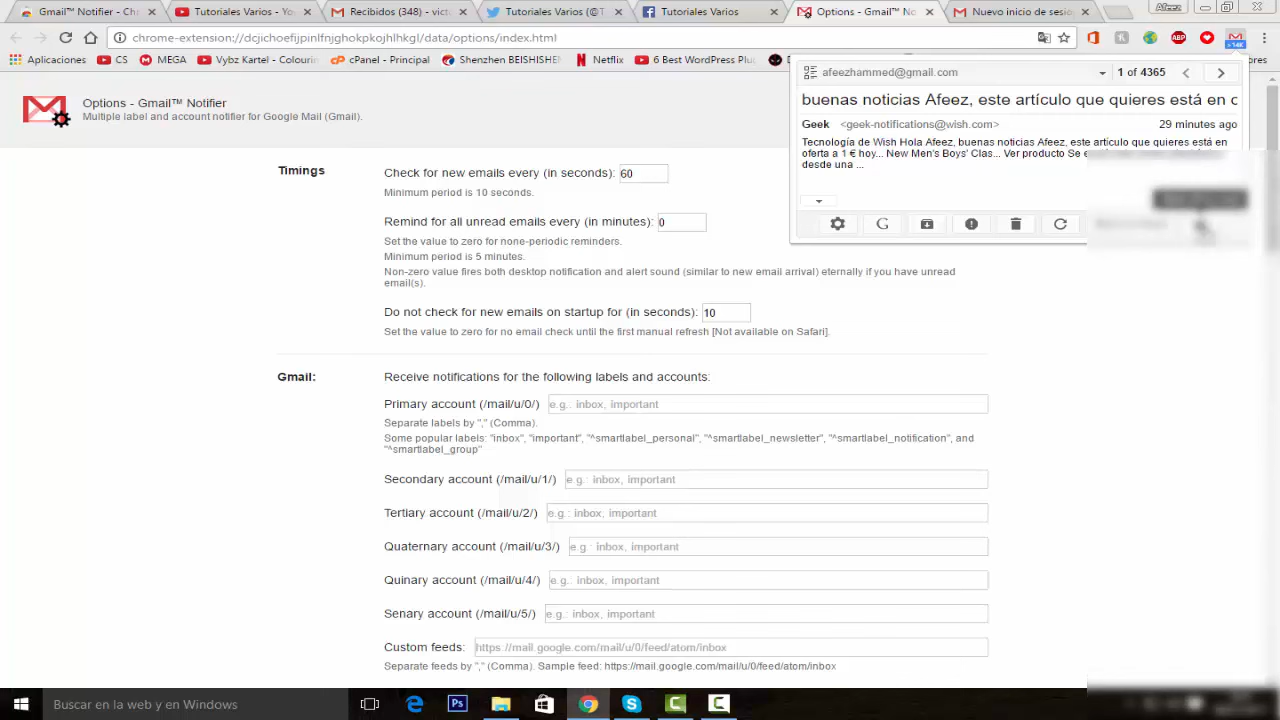 Gmail™ Notifier - Cha
Tutoriales Varios - Yo
Recibidos (348) - victo
Tutoriales Varios (@T
Tutoriales Varios
Options - Gmail™ No
Nuevo inicio de sesió
Afeez
chrome-extension://dcjichoefijpinlfnjghokpkojhlhkgl/data/options/index.html
ABP
+14K
Aplicaciones
CS
MEGA
Vybz Kartel - Colourin
cPanel - Principal
Shenzhen BEISPIAHEN
Netflix
6 Best WordPress Plu
Options - Gmail™ Notifier
Multiple label and account notifier for Google Mail (Gmail).
afeezhammed@gmail.com
1 of 4365
buenas noticias Afeez, este artículo que quieres está en o
Geek <geek-notifications@wish.com>
29 minutes ago
Tecnología de Wish Hola Afeez, buenas noticias Afeez, este artículo que quieres está en
oferta a 1 € hoy... New Men's Boys' Clas... Ver producto
desde una ...
Timings
Check for new emails every (in seconds): 60
Minimum period is 10 seconds.
Remind for all unread emails every (in minutes): 0
Set the value to zero for none-periodic reminders.
Minimum period is 5 minutes.
Non-zero value fires both desktop notification and alert sound (similar to new email arrival) eternally if you have unread
email(s).
Do not check for new emails on startup for (in seconds): 10
Set the value to zero for no email check until the first manual refresh [Not available on Safari].
Gmail:
Receive notifications for the following labels and accounts:
Primary account (/mail/u/0/) e.g.: inbox, important
Separate labels by "," (Comma).
Some popular labels: "inbox", "important", "^smartlabel_personal", "^smartlabel_newsletter", "^smartlabel_notification", and
"^smartlabel_group"
Secondary account (/mail/u/1/) e.g.: inbox, important
Tertiary account (/mail/u/2/) e.g.: inbox, important
Quaternary account (/mail/u/3/) e.g.: inbox, important
Quinary account (/mail/u/4/) e.g.: inbox, important
Senary account (/mail/u/5/) e.g.: inbox, important
Custom feeds: https://mail.google.com/mail/u/0/feed/atom/inbox
Separate feeds by "," (Comma). Sample feed: https://mail.google.com/mail/u/0/feed/atom/inbox
Buscar en la web y en Windows
Ps